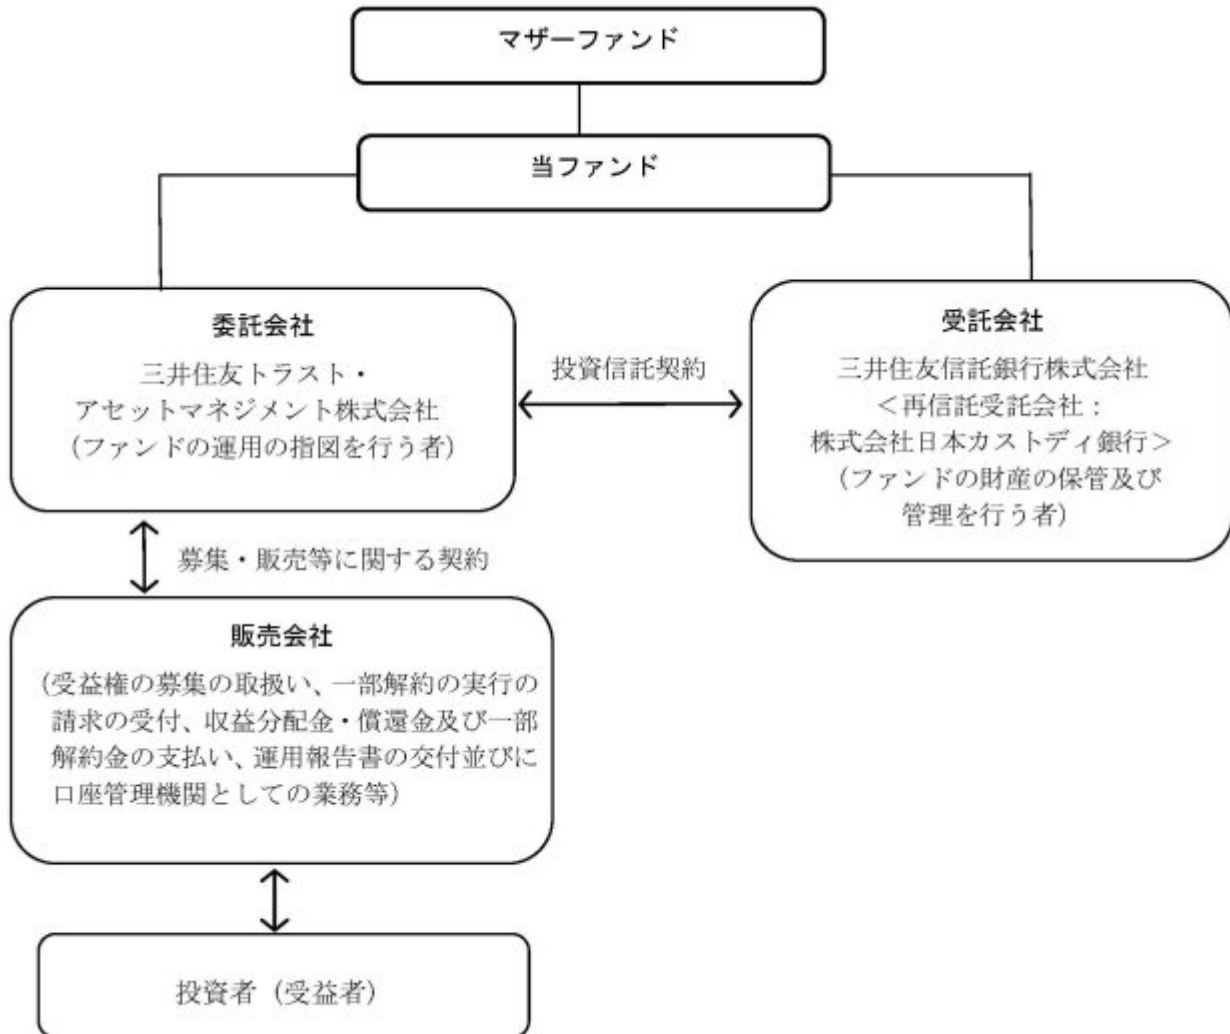 マザーファンド
当ファンド
委託会社
三井住友トラスト・
アセットマネジメント株式会社
(ファンドの運用の指図を行う者)
投資信託契約
受託会社
三井住友信託銀行株式会社
<再信託受託会社:
株式会社日本カストディ銀行>
(ファンドの財産の保管及び
管理を行う者)
募集・販売等に関する契約
販売会社
(受益権の募集の取扱い、一部解約の実行の
請求の受付、収益分配金・償還金及び一部
解約金の支払い、運用報告書の交付並びに
口座管理機関としての業務等)
投資者(受益者)